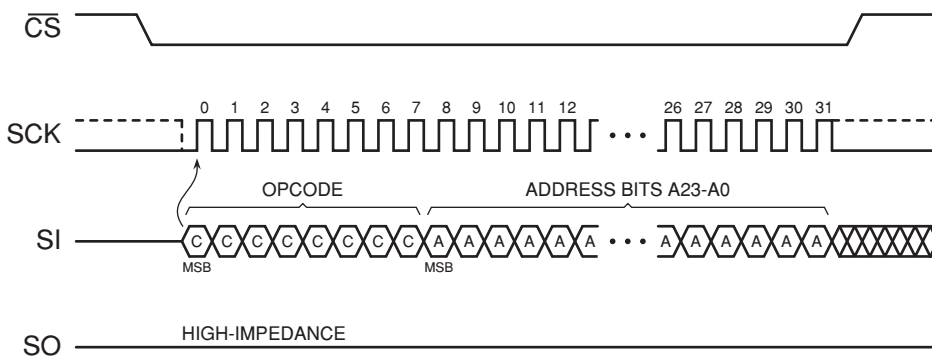 CS
SCK
0 1 2 3 4 5 6 7 8 9 10 11 12 26 27 28 29 30 31
• • •
OPCODE ADDRESS BITS A23-A0
SI
C C C C C C C C A A A A A A • • • A A A A A A
MSB MSB
HIGH-IMPEDANCE
SO